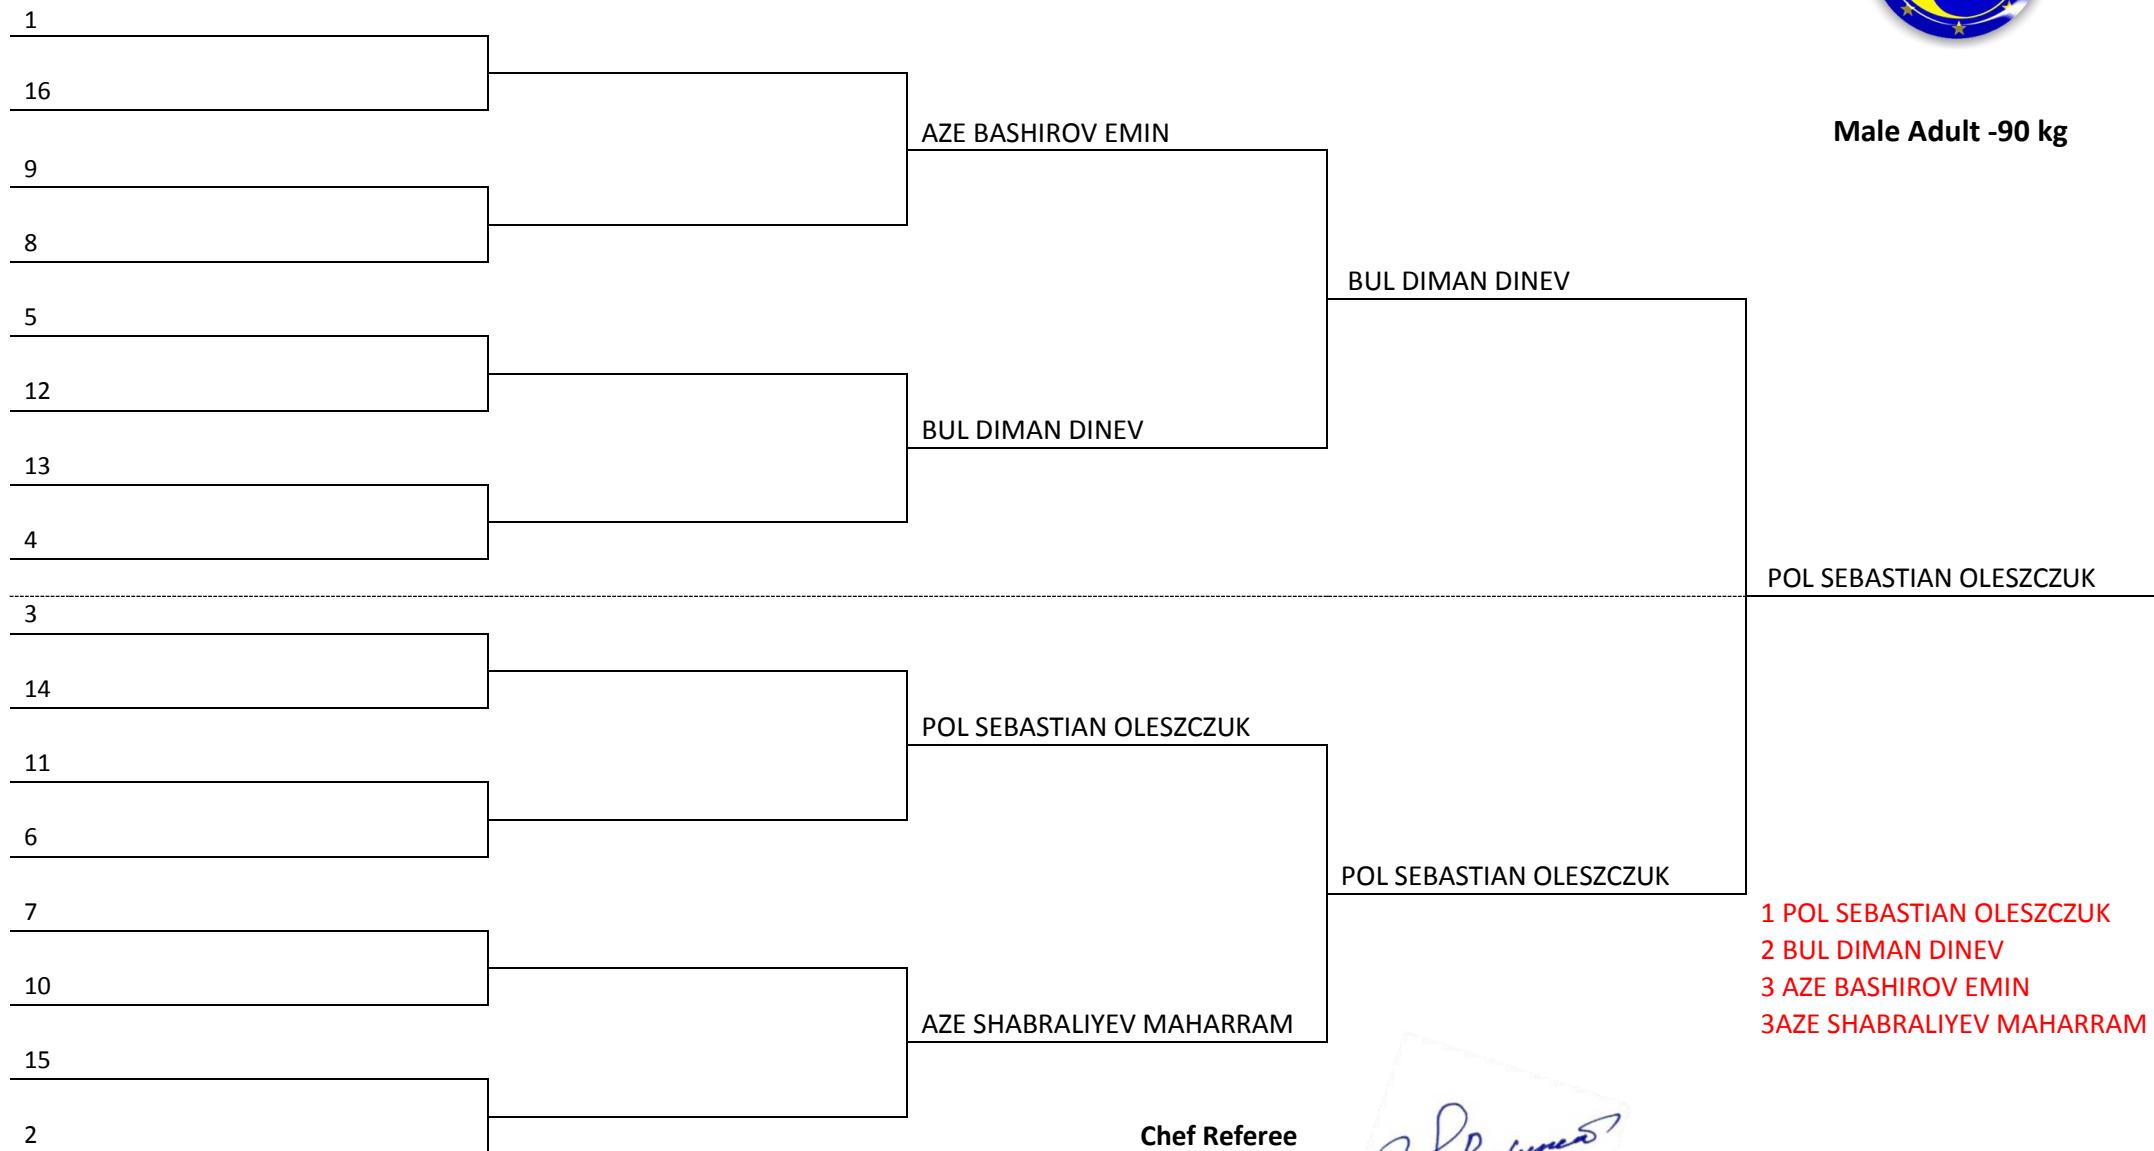 1
16
AZE BASHIROV EMIN
Male Adult -90 kg
9
8
BUL DIMAN DINEV
5
12
BUL DIMAN DINEV
13
4
POL SEBASTIAN OLESZCZUK
3
14
POL SEBASTIAN OLESZCZUK
11
6
POL SEBASTIAN OLESZCZUK
7
1 POL SEBASTIAN OLESZCZUK
2 BUL DIMAN DINEV
10
3 AZE BASHIROV EMIN
AZE SHABRALIYEV MAHARRAM
3AZE SHABRALIYEV MAHARRAM
15
2
Chef Referee